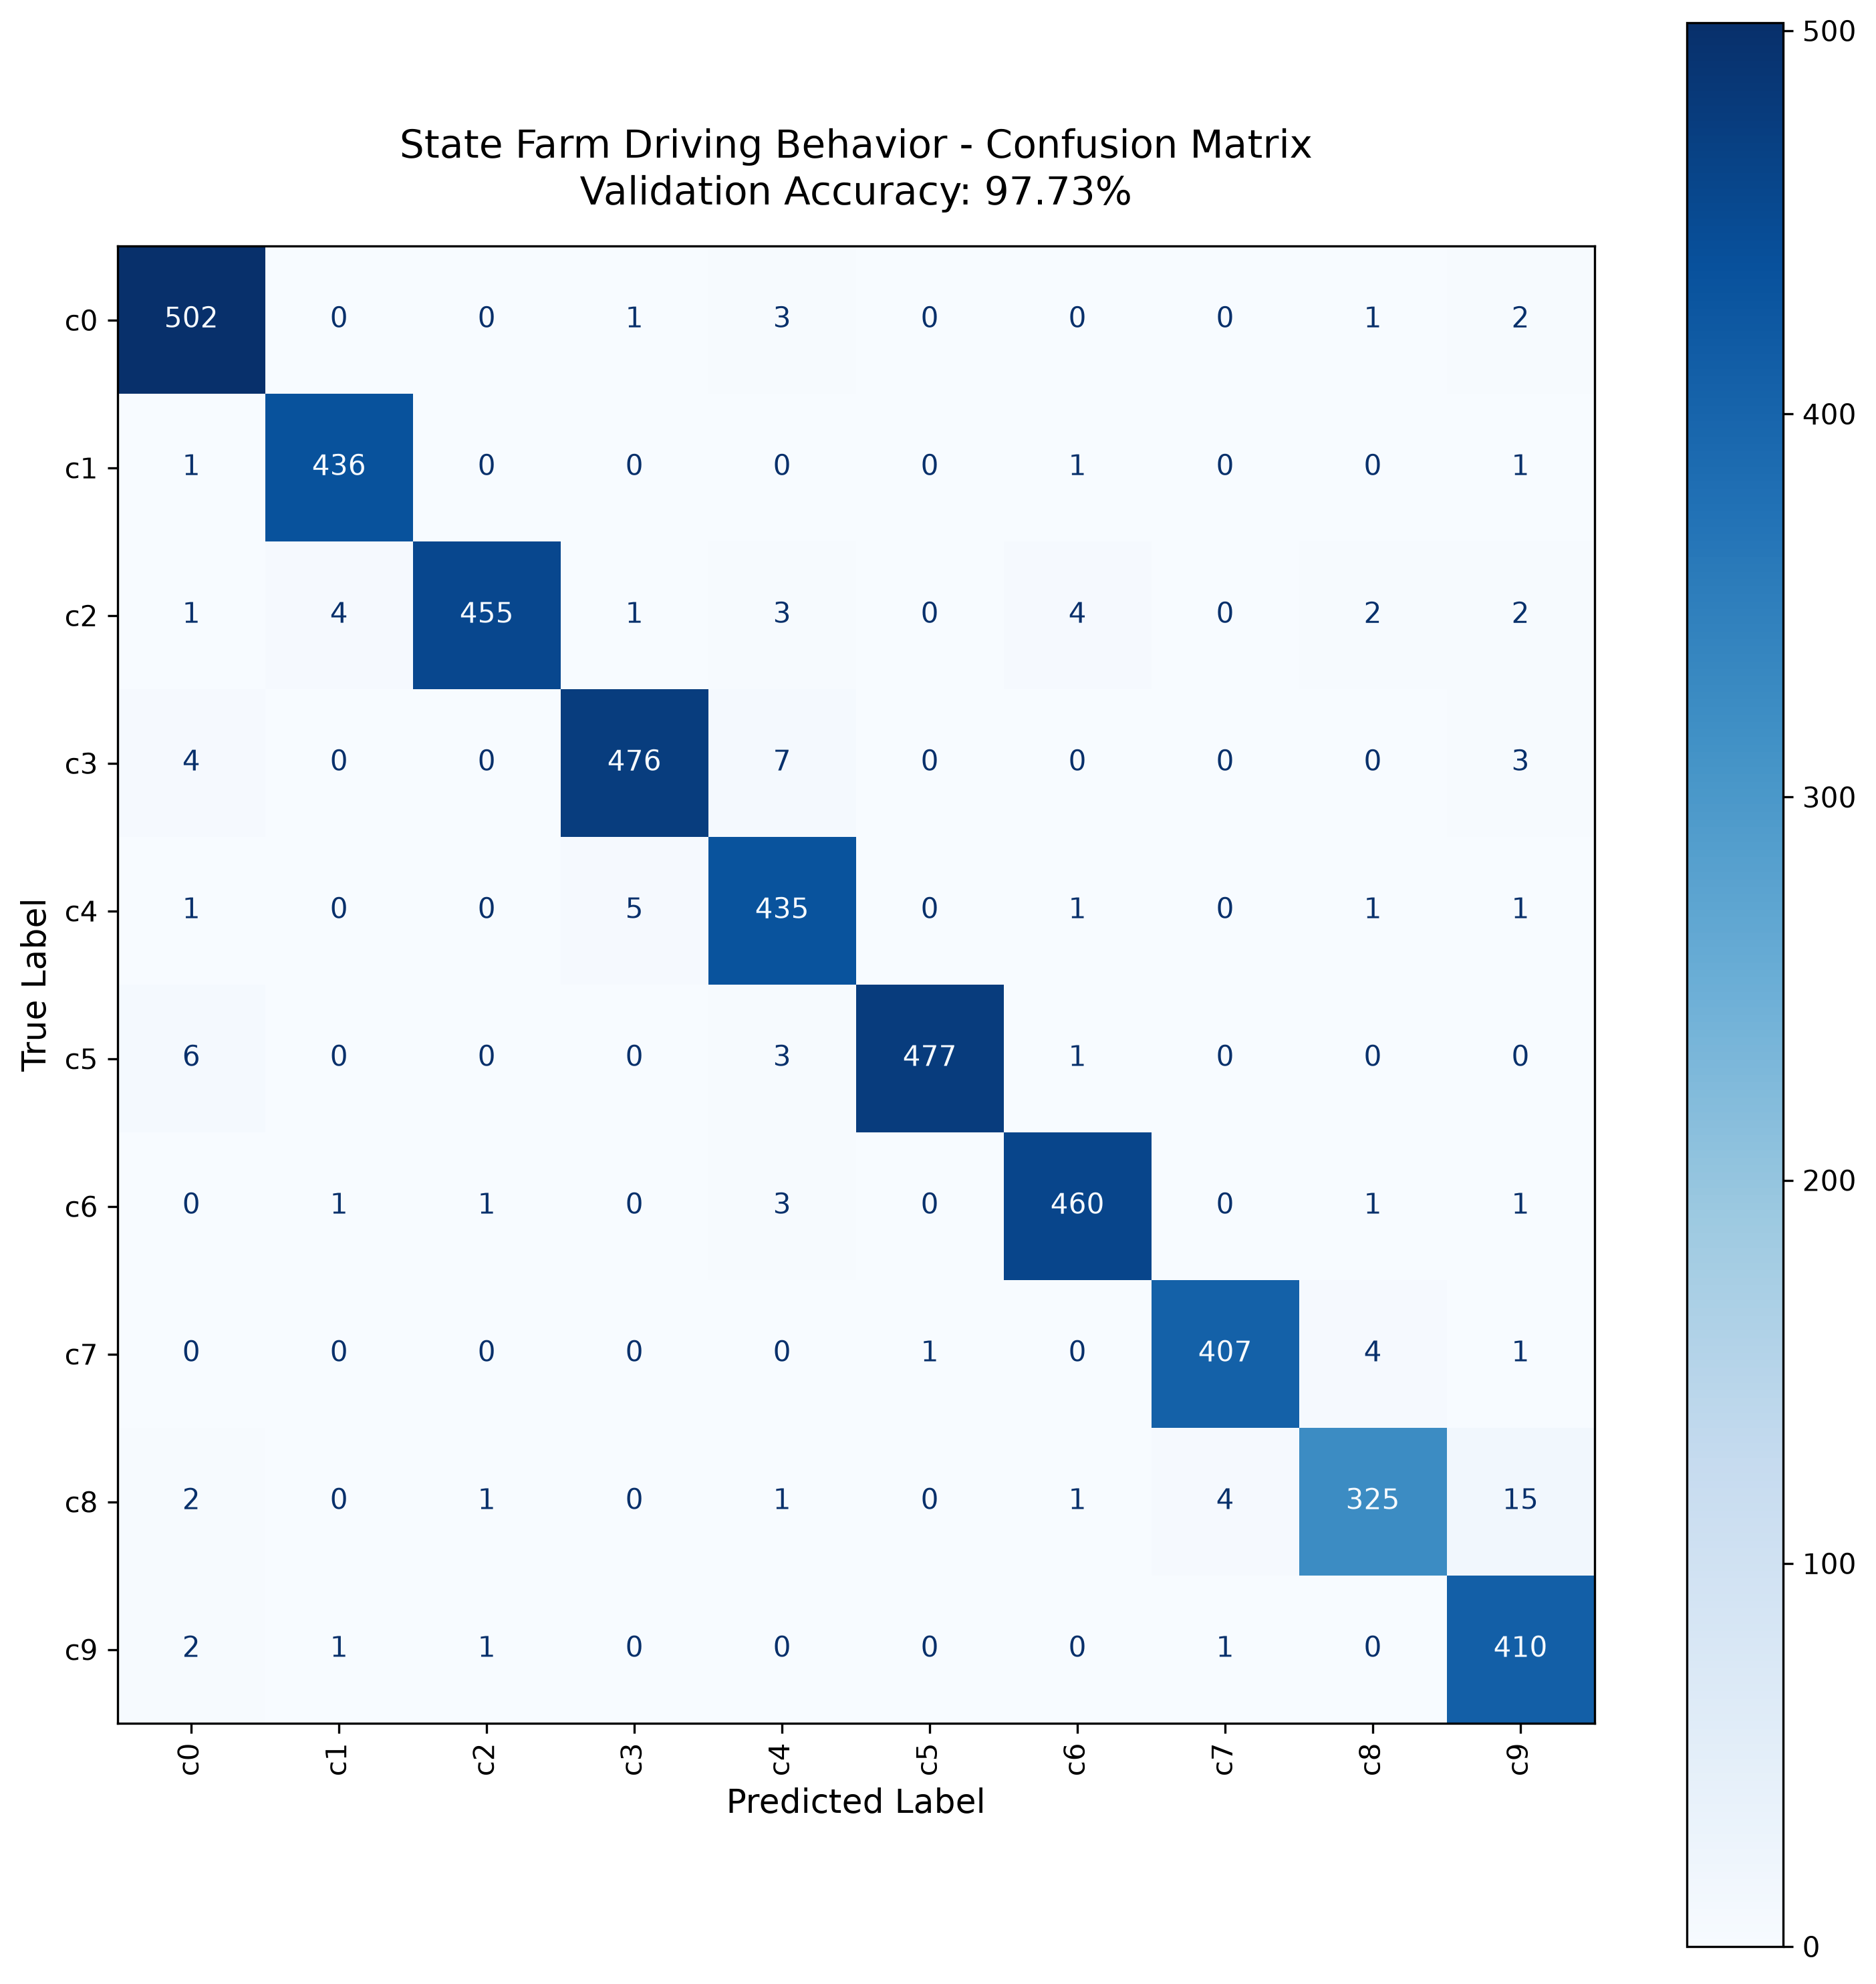 State Farm Driving Behavior - Confusion Matrix
Validation Accuracy: 97.73%
True Label
c0 502 0 0 1 3 0 0 0 1 2
c1 1 436 0 0 0 0 1 0 0 1
c2 1 4 455 1 3 0 4 0 2 2
c3 4 0 0 476 7 0 0 0 0 3
c4 1 0 0 5 435 0 1 0 1 1
c5 6 0 0 0 3 477 1 0 0 0
c6 0 1 1 0 3 0 460 0 1 1
c7 0 0 0 0 0 1 0 407 4 1
c8 2 0 1 0 1 0 1 4 325 15
c9 2 1 1 0 0 0 0 1 0 410
c0 c1 c2 c3 c4 c5 c6 c7 c8 c9
Predicted Label
500
400
300
200
100
0